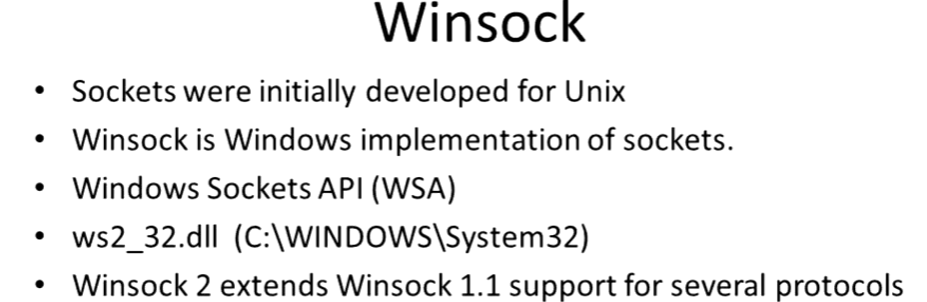 Winsock
• Sockets were initially developed for Unix
• Winsock is Windows implementation of sockets.
• Windows Sockets API (WSA)
• ws2_32.dll (C:\WINDOWS\System32)
• Winsock 2 extends Winsock 1.1 support for several protocols